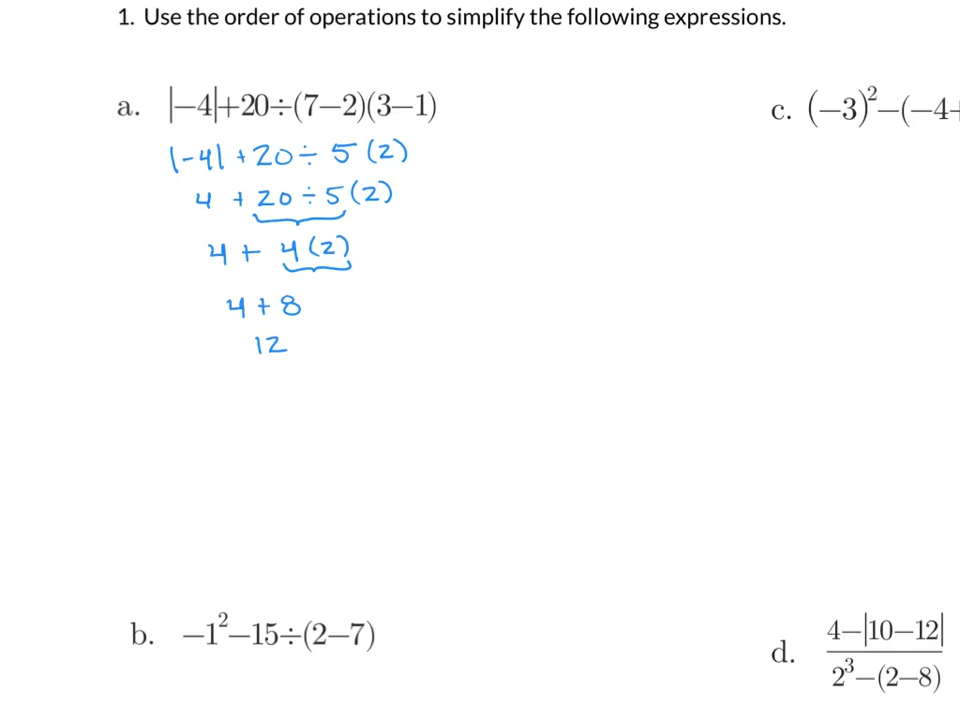 1. Use the order of operations to simplify the following expressions.
a. |−4|+20÷(7−2)(3−1)
|-4| + 20 ÷ 5 (2)
4 + 20 ÷ 5 (2)
4 + 4 (2)
4 + 8
12
c. (−3)²−(−4+
b. −1²−15÷(2−7)
d. 4−|10−12|
2³−(2−8)